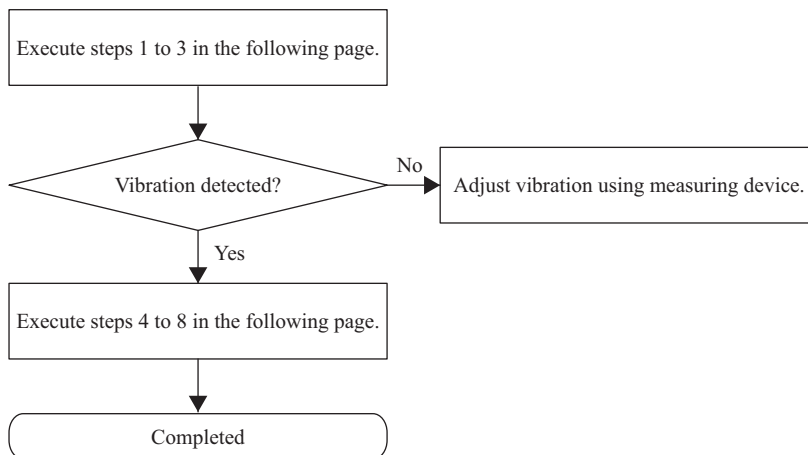 Execute steps 1 to 3 in the following page.
Vibration detected?
No
Adjust vibration using measuring device.
Yes
Execute steps 4 to 8 in the following page.
Completed